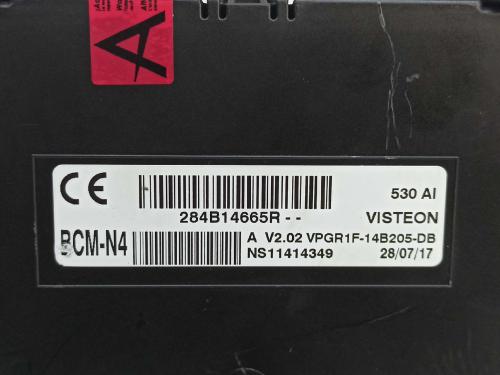 A
CE 530 AI
284B14665R - - VISTEON
BCM-N4 A V2.02 VPGR1F-14B205-DB
NS11414349 28/07/17